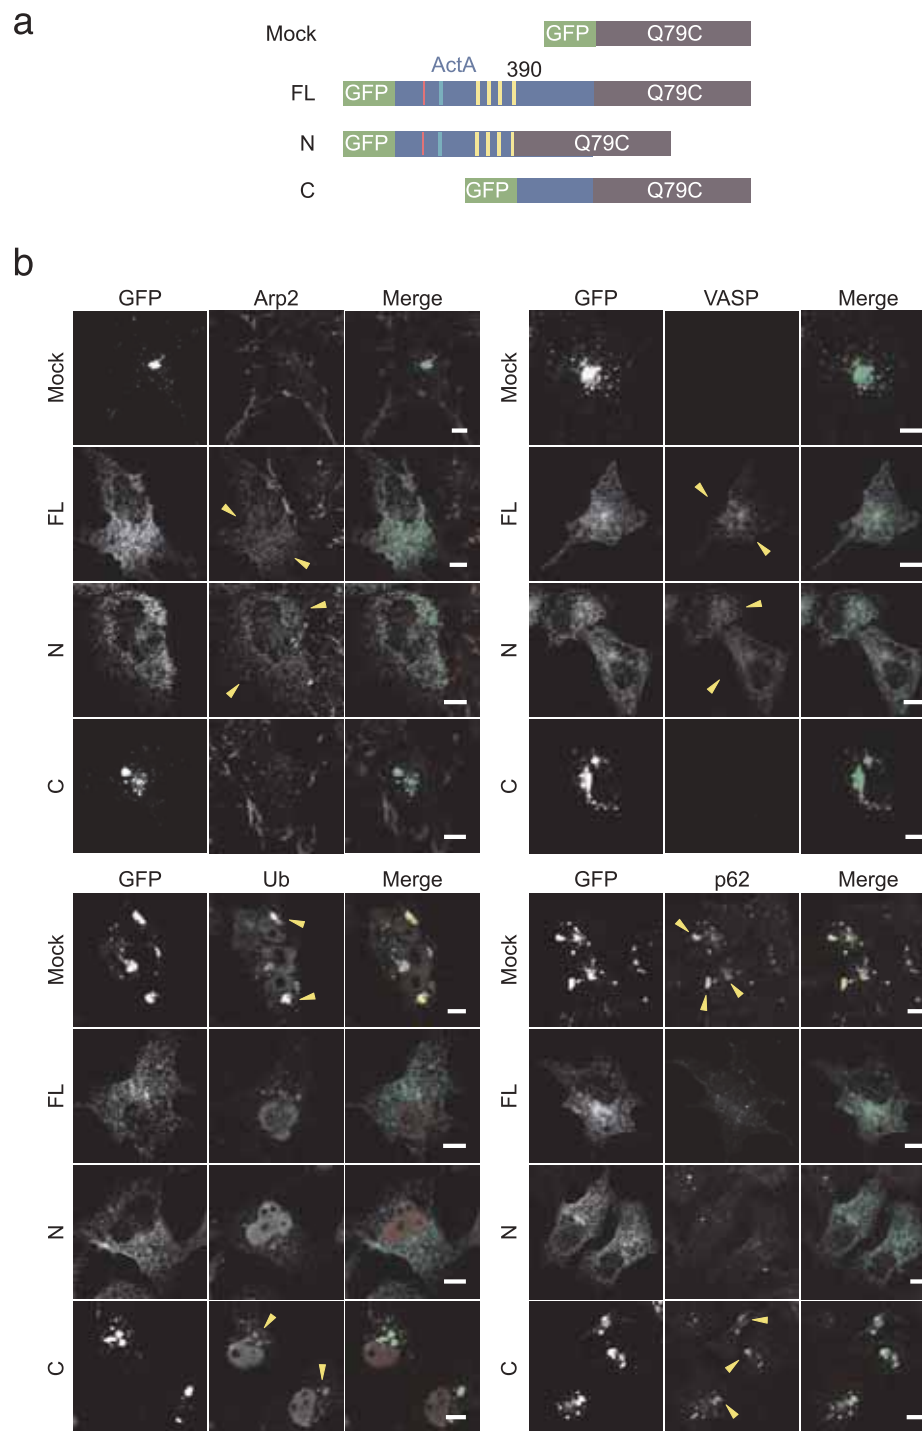 a
Mock GFP Q79C
ActA 390
FL GFP Q79C
N GFP Q79C
C GFP Q79C
b
GFP Arp2 Merge GFP VASP Merge
Mock Mock
FL FL
N N
C C
GFP Ub Merge GFP p62 Merge
Mock Mock
FL FL
N N
C C